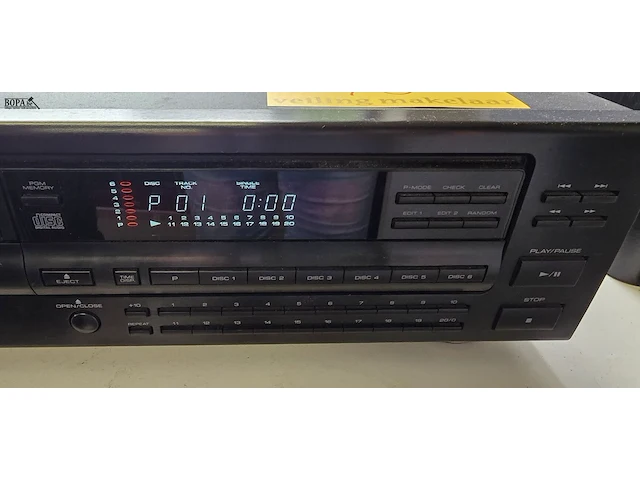 BOPA
veiling makelaar
PGM
MEMORY
disc
DIGITAL AUDIO
6
5
4
3
2
1
P
DISC TRACK NO. SINGLE TIME
P 01 0:00
1 2 3 4 5 6 7 8 9 10
11 12 13 14 15 16 17 18 19 20
P-MODE CHECK CLEAR
EDIT 1 EDIT 2 RANDOM
PLAY/PAUSE
STOP
EJECT
TIME DISP.
P DISC 1 DISC 2 DISC 3 DISC 4 DISC 5 DISC 6
OPEN/CLOSE
+10 1 2 3 4 5 6 7 8 9 10
REPEAT 11 12 13 14 15 16 17 18 19 20/0